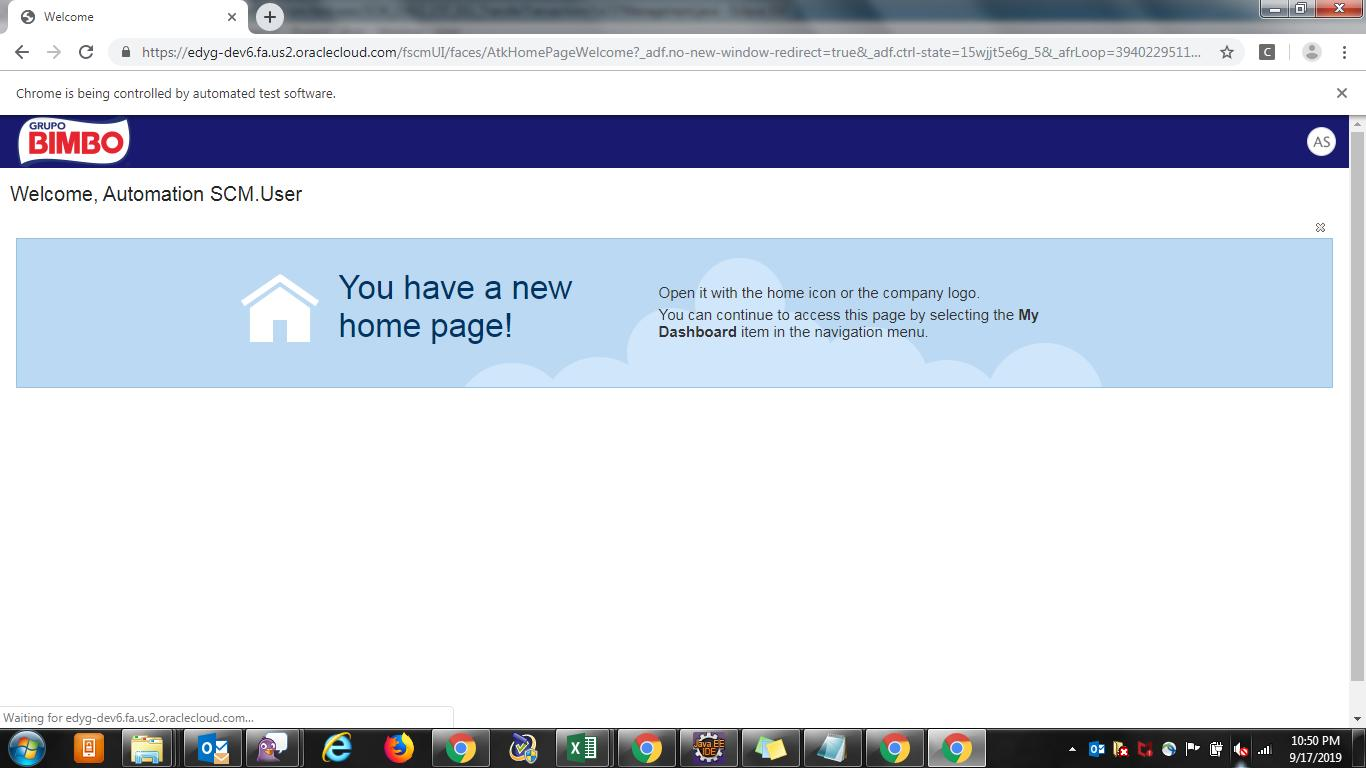 Welcome
https://edyg-dev6.fa.us2.oraclecloud.com/fscmUI/faces/AtkHomePageWelcome?_adf.no-new-window-redirect=true&_adf.ctrl-state=15wjjt5e6g_5&_afrLoop=3940229511...
C
Chrome is being controlled by automated test software.
GRUPO
BIMBO
AS
Welcome, Automation SCM.User
You have a new
home page!
Open it with the home icon or the company logo.
You can continue to access this page by selecting the My
Dashboard item in the navigation menu.
Waiting for edyg-dev6.fa.us2.oraclecloud.com...
Java EE
IDE
10:50 PM
9/17/2019